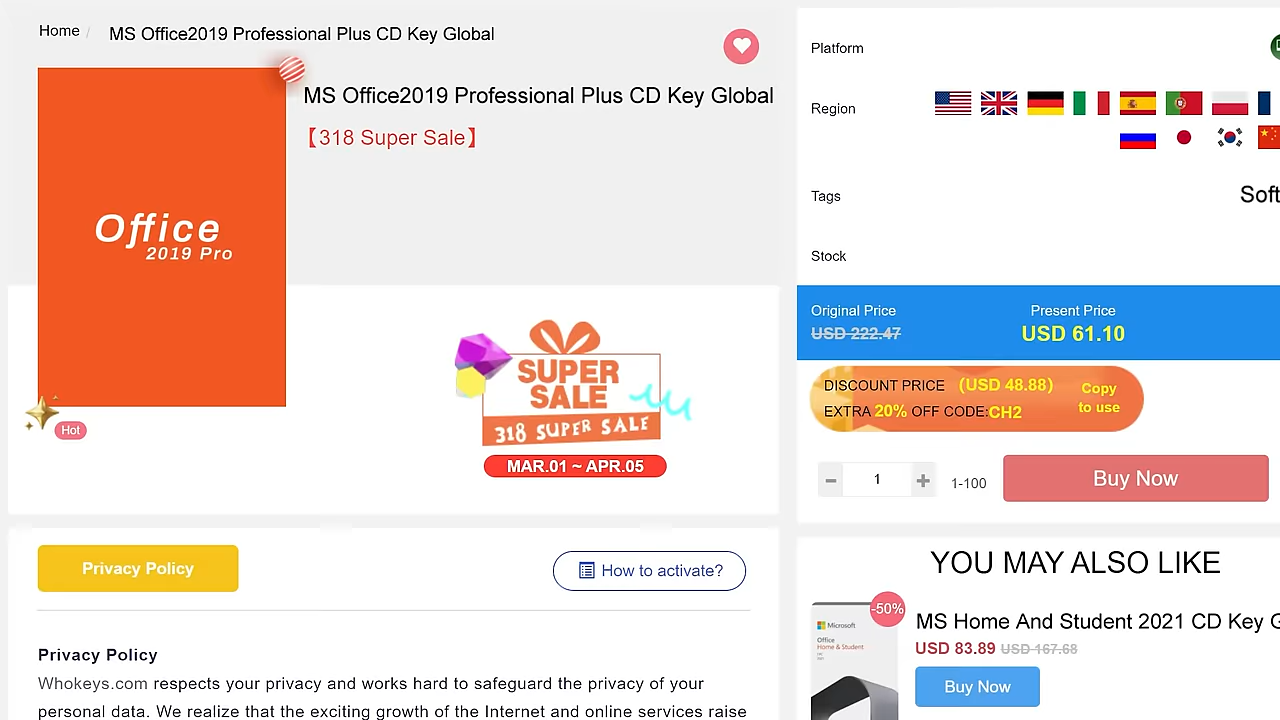 Home / MS Office2019 Professional Plus CD Key Global
MS Office2019 Professional Plus CD Key Global
【318 Super Sale】
Office
2019 Pro
Hot
SUPER
SALE
318 SUPER SALE
MAR.01 ~ APR.05
Privacy Policy
How to activate?
Privacy Policy
Whokeys.com respects your privacy and works hard to safeguard the privacy of your
personal data. We realize that the exciting growth of the Internet and online services raise
Platform
Region
Tags
Soft
Stock
Original Price
Present Price
USD 222.47
USD 61.10
DISCOUNT PRICE (USD 48.88)
EXTRA 20% OFF CODE:CH2
Copy
to use
- 1 + 1-100
Buy Now
YOU MAY ALSO LIKE
-50%
Microsoft
Office
Home & Student
MS Home And Student 2021 CD Key G
USD 83.89 USD 167.68
Buy Now